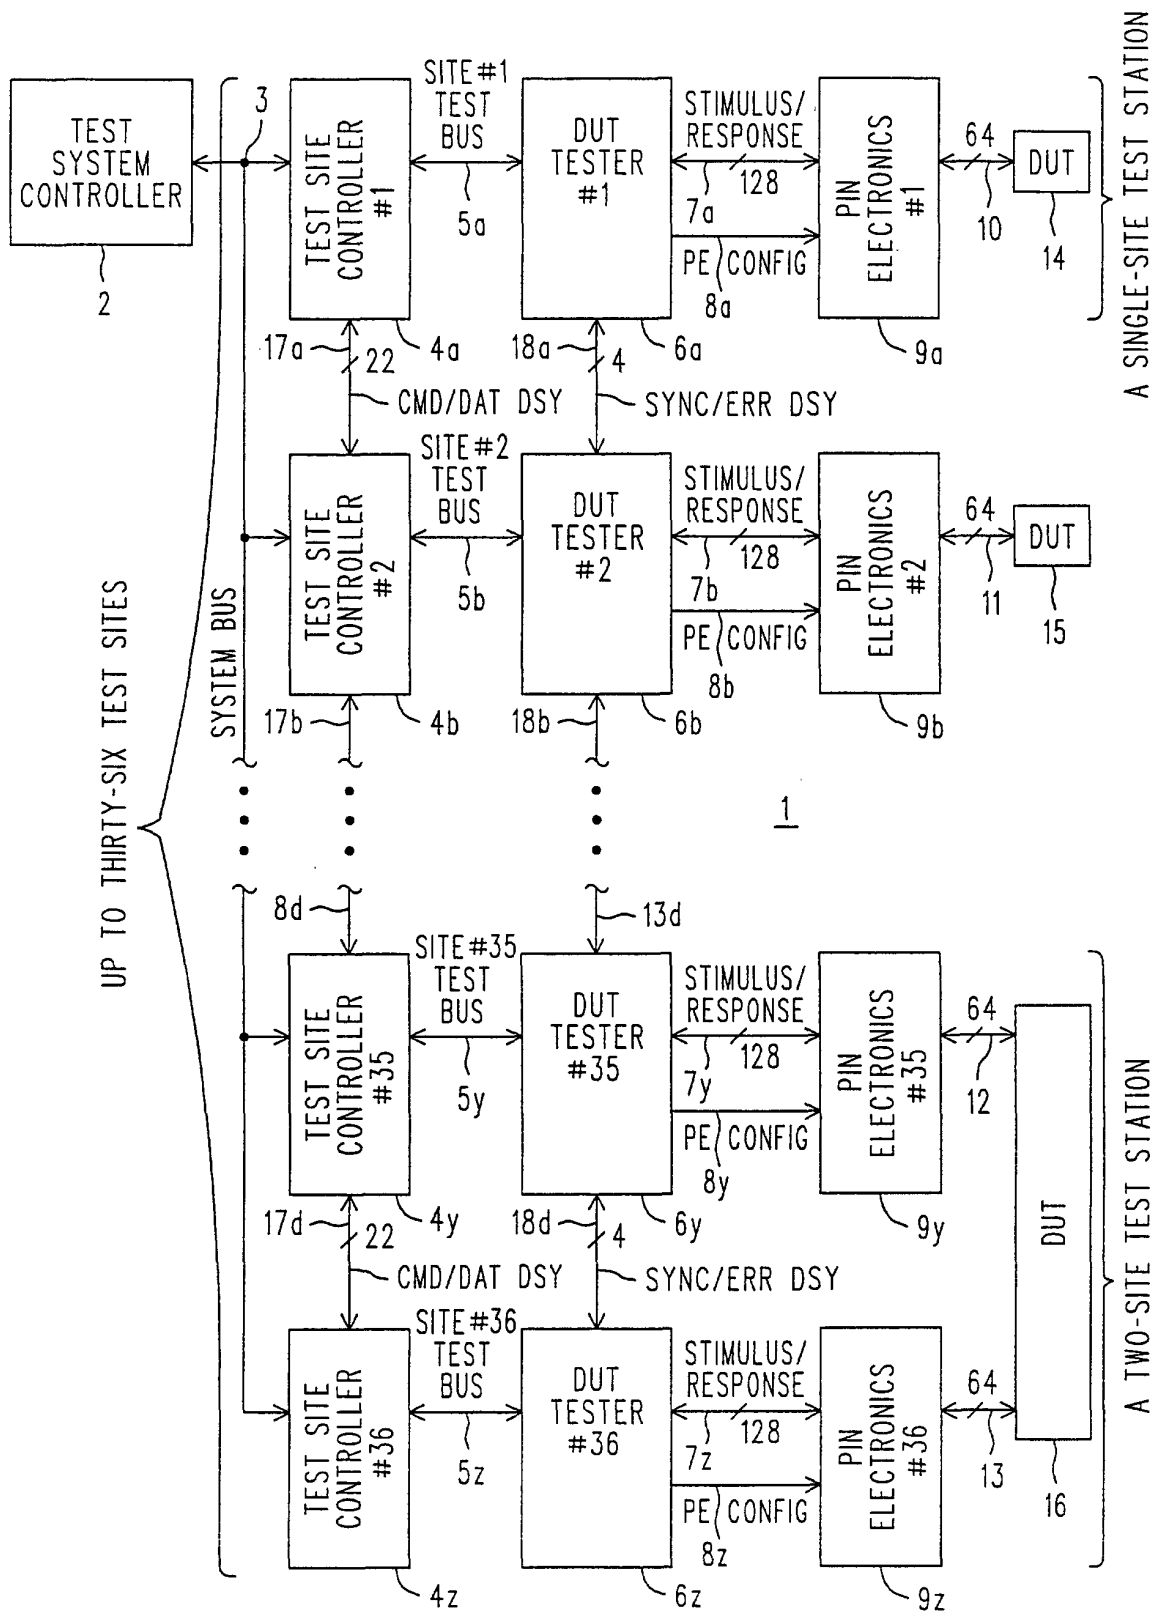 TEST
SYSTEM
CONTROLLER
2
3
TEST SITE
CONTROLLER
#1
SITE#1
TEST
BUS
5a
DUT
TESTER
#1
STIMULUS/
RESPONSE
7a
128
PE CONFIG
8a
PIN
ELECTRONICS
#1
64
10
DUT
14
A SINGLE-SITE TEST STATION
17a
22
4a
18a
4
6a
9a
CMD/DAT DSY
SYNC/ERR DSY
UP TO THIRTY-SIX TEST SITES
SYSTEM BUS
TEST SITE
CONTROLLER
#2
SITE#2
TEST
BUS
5b
DUT
TESTER
#2
STIMULUS/
RESPONSE
7b
128
PE CONFIG
8b
PIN
ELECTRONICS
#2
64
11
DUT
15
17b
4b
18b
6b
9b
1
8d
13d
TEST SITE
CONTROLLER
#35
SITE#35
TEST
BUS
5y
DUT
TESTER
#35
STIMULUS/
RESPONSE
7y
128
PE CONFIG
8y
PIN
ELECTRONICS
#35
64
12
17d
22
4y
18d
4
6y
9y
CMD/DAT DSY
SYNC/ERR DSY
DUT
A TWO-SITE TEST STATION
TEST SITE
CONTROLLER
#36
SITE#36
TEST
BUS
5z
DUT
TESTER
#36
STIMULUS/
RESPONSE
7z
128
PE CONFIG
8z
PIN
ELECTRONICS
#36
64
13
16
4z
6z
9z